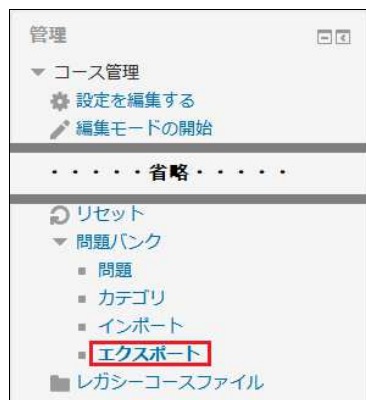 管理
コース管理
設定を編集する
編集モードの開始
・・・・・省略・・・・・
リセット
問題バンク
問題
カテゴリ
インポート
エクスポート
レガシーコースファイル